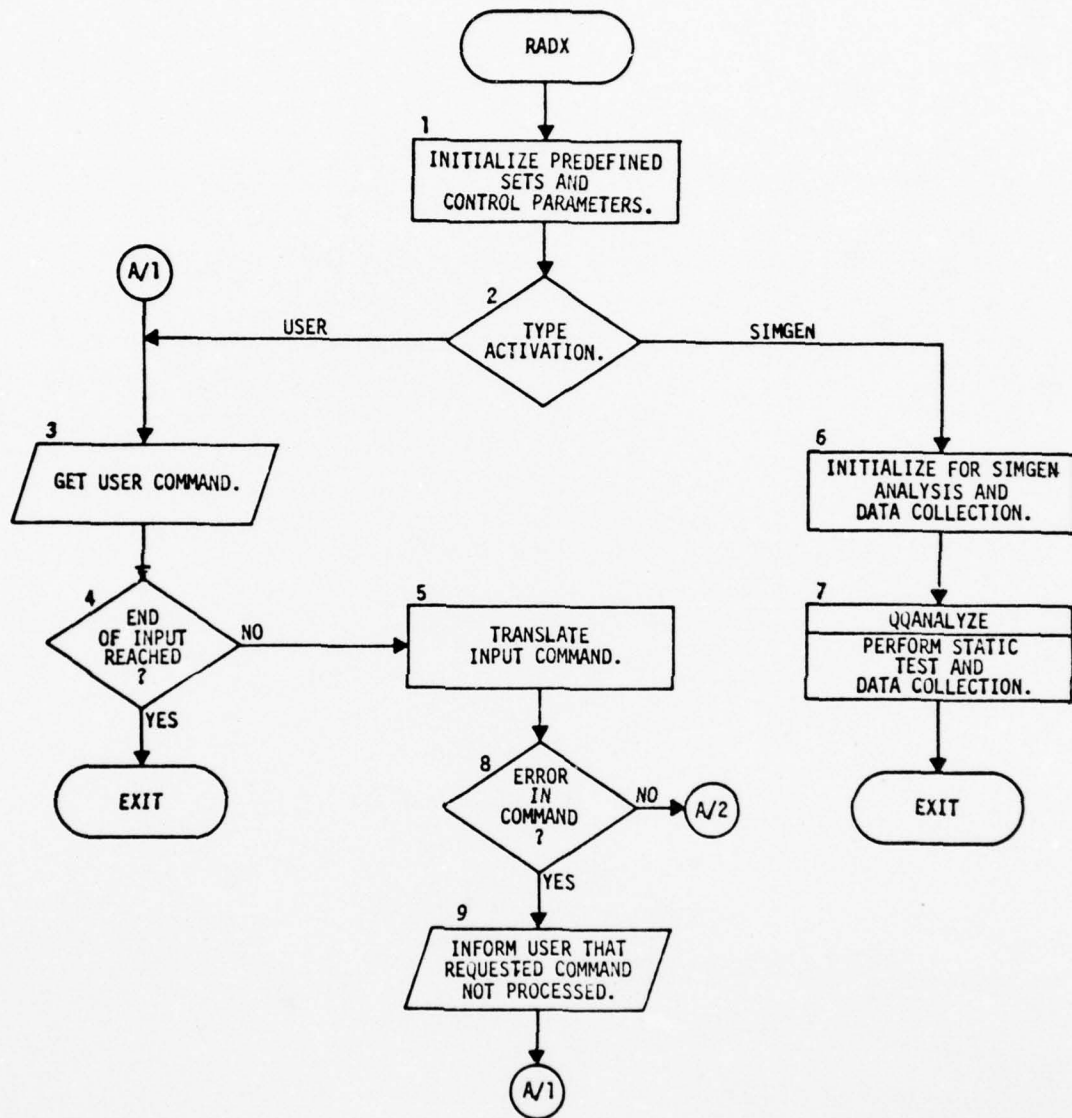 RADX
1
INITIALIZE PREDEFINED
SETS AND
CONTROL PARAMETERS.
A/1
2
TYPE
ACTIVATION.
USER
SIMGEN
3
GET USER COMMAND.
6
INITIALIZE FOR SIMGEN
ANALYSIS AND
DATA COLLECTION.
4
END
OF INPUT
REACHED
?
NO
YES
EXIT
5
TRANSLATE
INPUT COMMAND.
7
QQANALYZE
PERFORM STATIC
TEST AND
DATA COLLECTION.
EXIT
8
ERROR
IN
COMMAND
?
NO
A/2
YES
9
INFORM USER THAT
REQUESTED COMMAND
NOT PROCESSED.
A/1